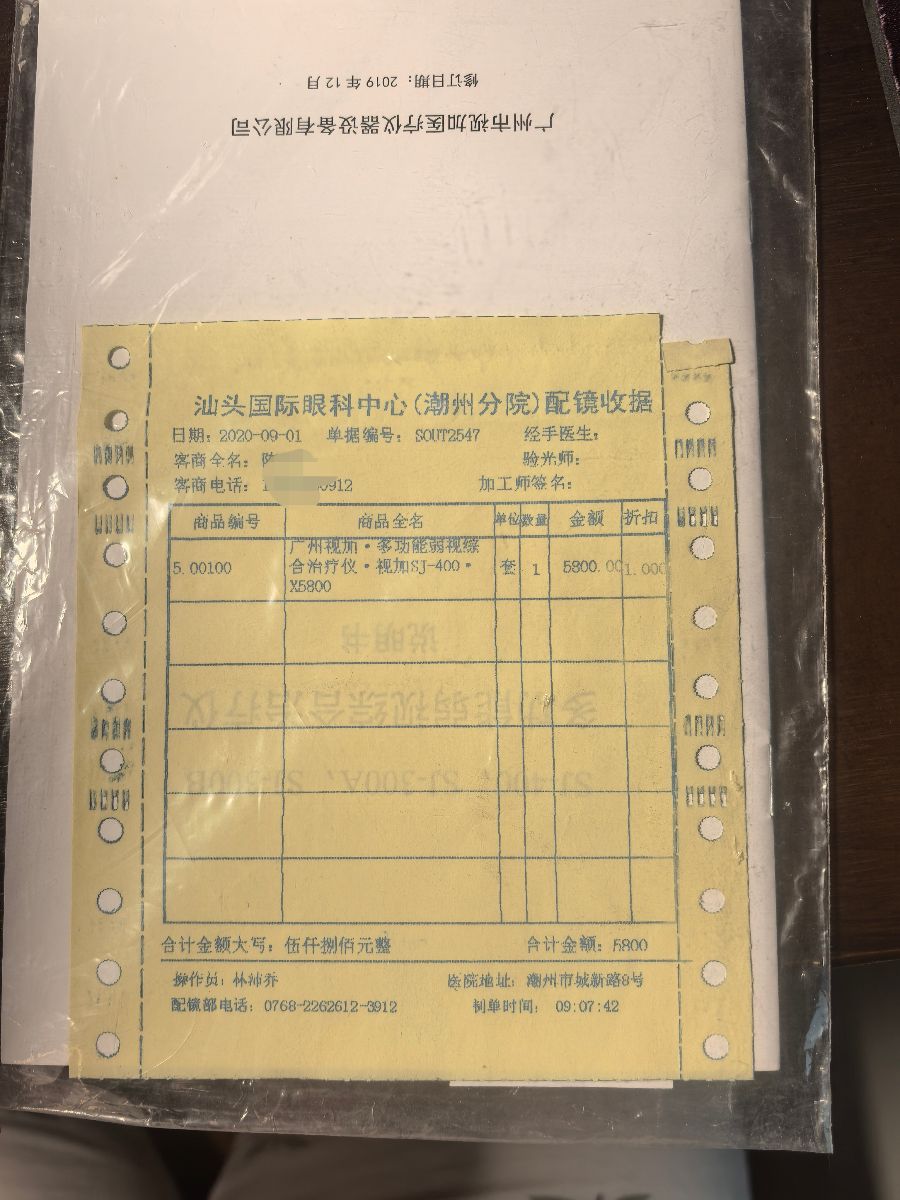 修订日期：2019 年 12 月
广州市视加医疗仪器设备有限公司
汕头国际眼科中心(潮州分院)配镜收据
日期：2020-09-01 单据编号：SOUT2547 经手医生：
客商全名： 验光师：
客商电话：1 0912 加工师签名：
商品编号 商品全名 单位 数量 金额 折扣
5.00100 广州视加·多功能弱视综合治疗仪·视加SJ-400·X5800 套 1 5800.00 1.000
说明书
多功能弱视综合治疗仪
SJ-400、SJ-300A、SJ-300B
合计金额大写：伍仟捌佰元整 合计金额：5800
操作员：林沛乔 医院地址：潮州市城新路8号
配镜部电话：0768-2262612-3912 制单时间： 09:07:42